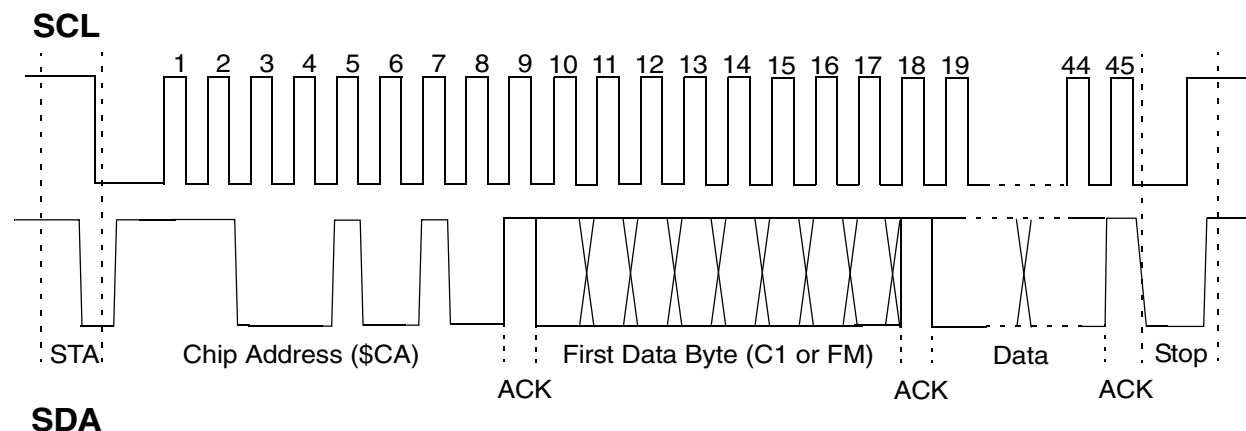 SCL
1 2 3 4 5 6 7 8 9 10 11 12 13 14 15 16 17 18 19 44 45
STA Chip Address ($CA) First Data Byte (C1 or FM) Data Stop
ACK ACK ACK
SDA